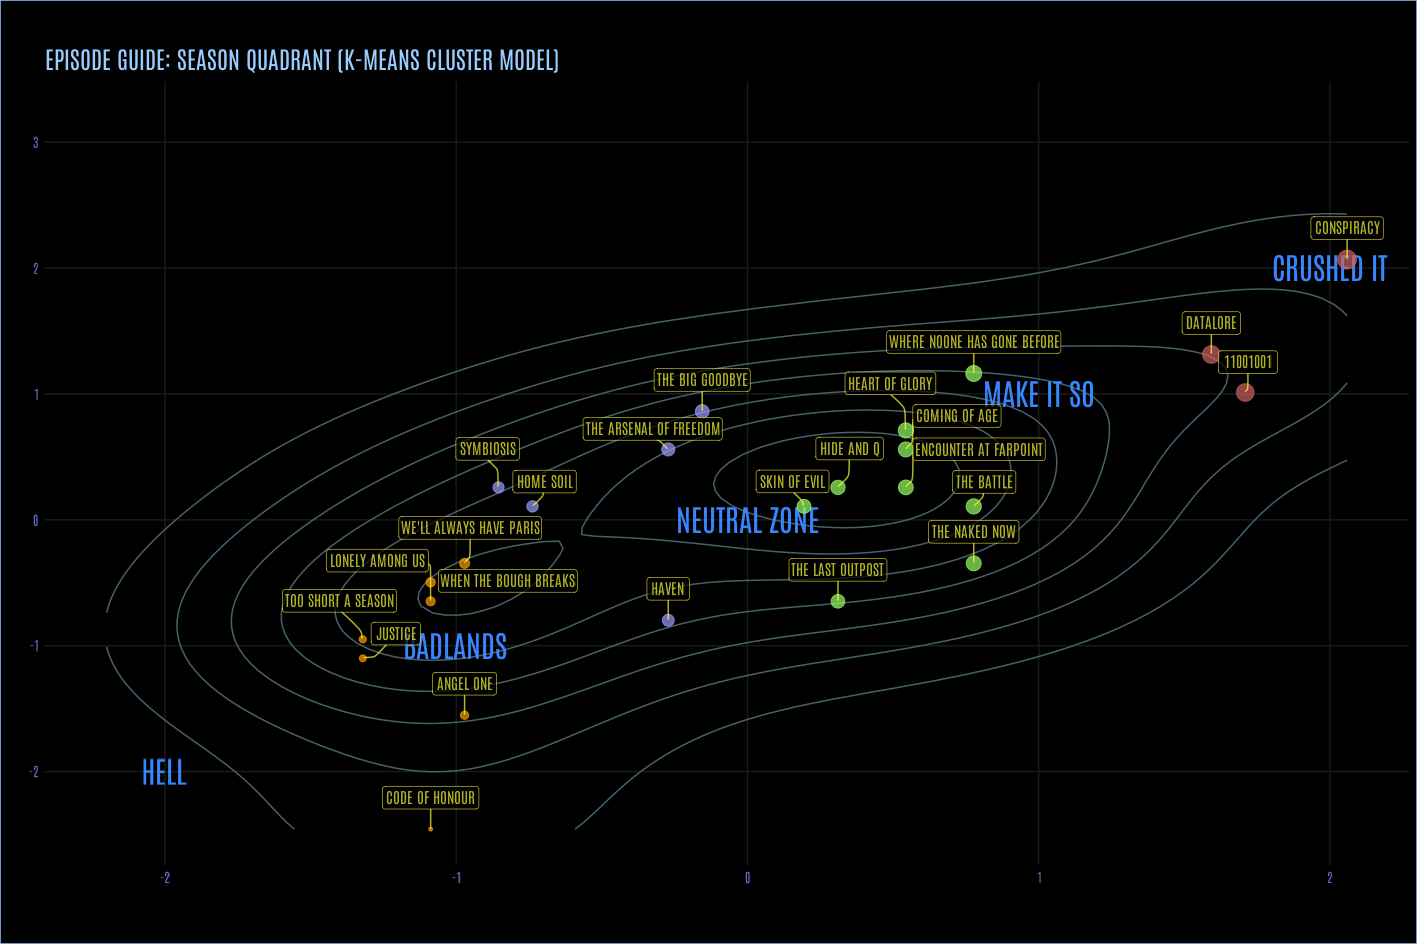 EPISODE GUIDE: SEASON QUADRANT (K-MEANS CLUSTER MODEL)
3
CONSPIRACY
2
CRUSHED IT
DATALORE
WHERE NOONE HAS GONE BEFORE
11001001
THE BIG GOODBYE
HEART OF GLORY
1
MAKE IT SO
COMING OF AGE
THE ARSENAL OF FREEDOM
SYMBIOSIS
HIDE AND Q
ENCOUNTER AT FARPOINT
HOME SOIL
SKIN OF EVIL
THE BATTLE
0
NEUTRAL ZONE
WE'LL ALWAYS HAVE PARIS
THE NAKED NOW
LONELY AMONG US
THE LAST OUTPOST
WHEN THE BOUGH BREAKS
HAVEN
TOO SHORT A SEASON
JUSTICE
-1
BADLANDS
ANGEL ONE
-2
HELL
CODE OF HONOUR
-2
-1
0
1
2